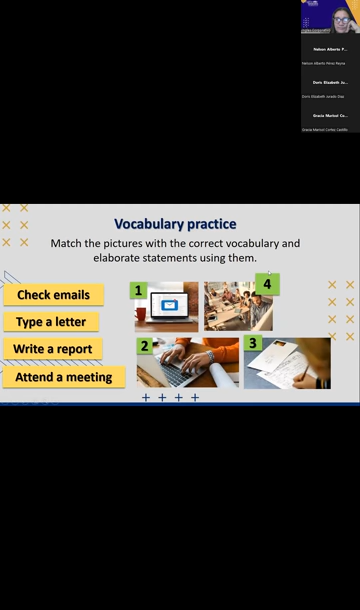 Nelson Alberto P...
Nelson Alberto Pérez Reyna
Doris Elizabeth Ju...
Doris Elizabeth Jurado Diaz
Gracia Marisol Co...
Gracia Marisol Cortez Castillo
Vocabulary practice
Match the pictures with the correct vocabulary and
elaborate statements using them.
Check emails
Type a letter
Write a report
Attend a meeting
1
4
2
3